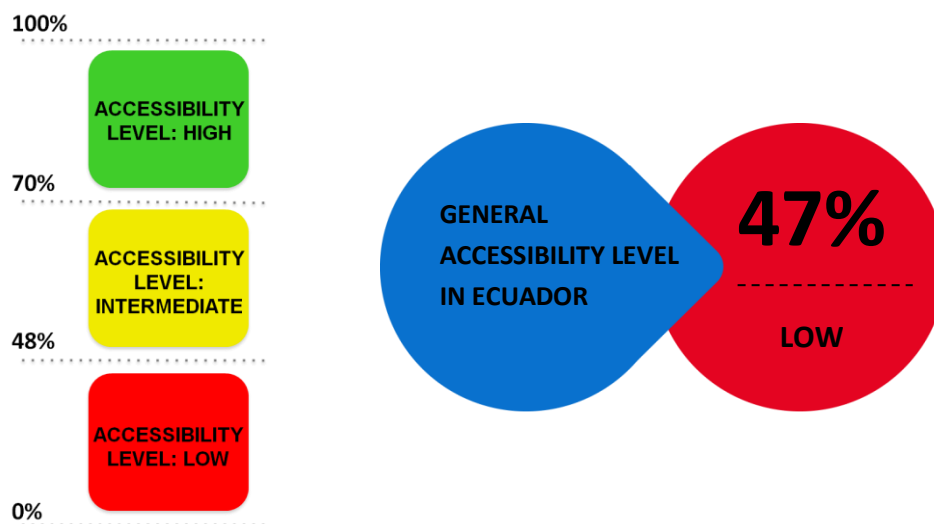 100%
ACCESSIBILITY
LEVEL: HIGH
70%
ACCESSIBILITY
LEVEL:
INTERMEDIATE
48%
ACCESSIBILITY
LEVEL: LOW
0%
GENERAL
ACCESSIBILITY LEVEL
IN ECUADOR
47%
LOW